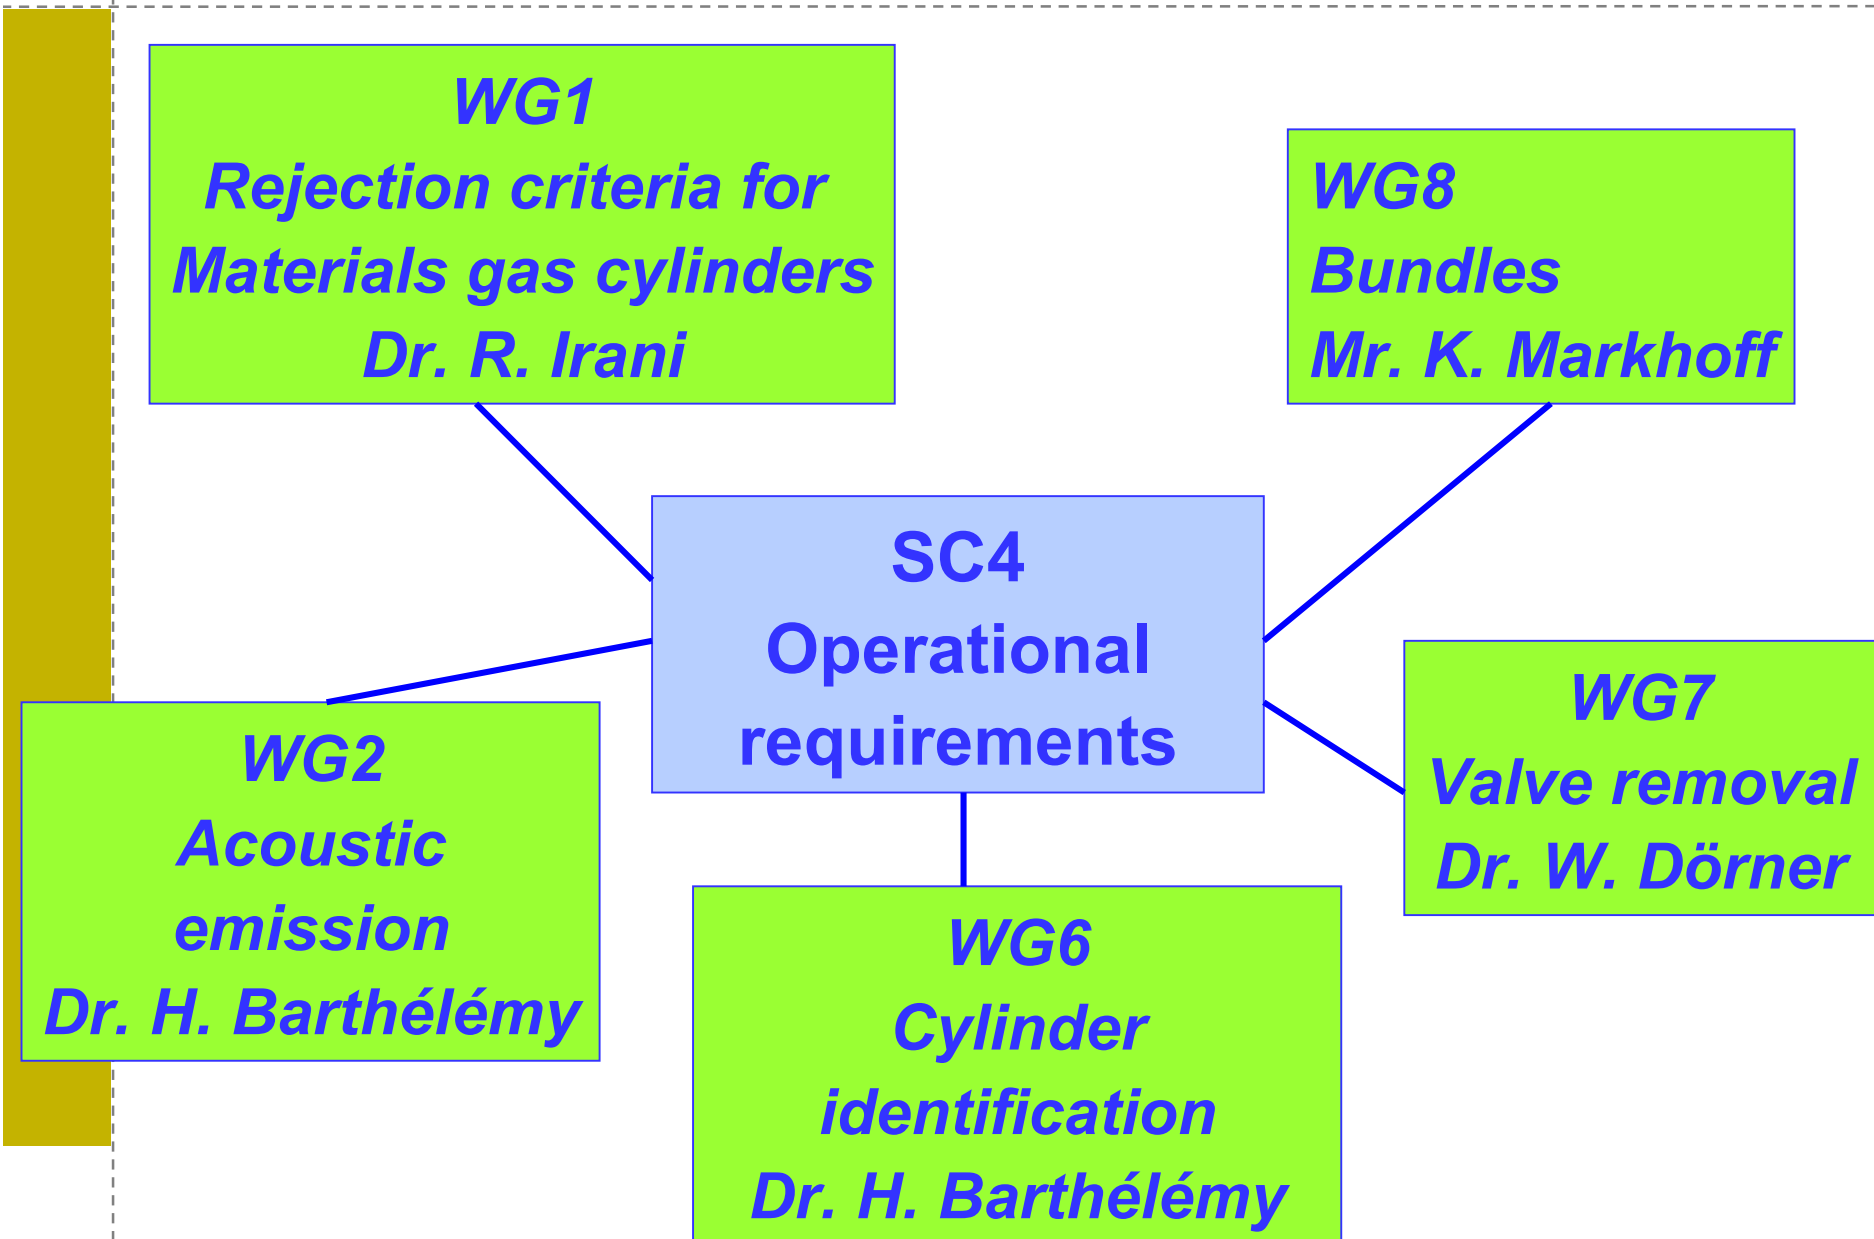 WG1
Rejection criteria for
Materials gas cylinders
Dr. R. Irani
WG8
Bundles
Mr. K. Markhoff
SC4
Operational
requirements
WG2
Acoustic
emission
Dr. H. Barthélémy
WG7
Valve removal
Dr. W. Dörner
WG6
Cylinder
identification
Dr. H. Barthélémy